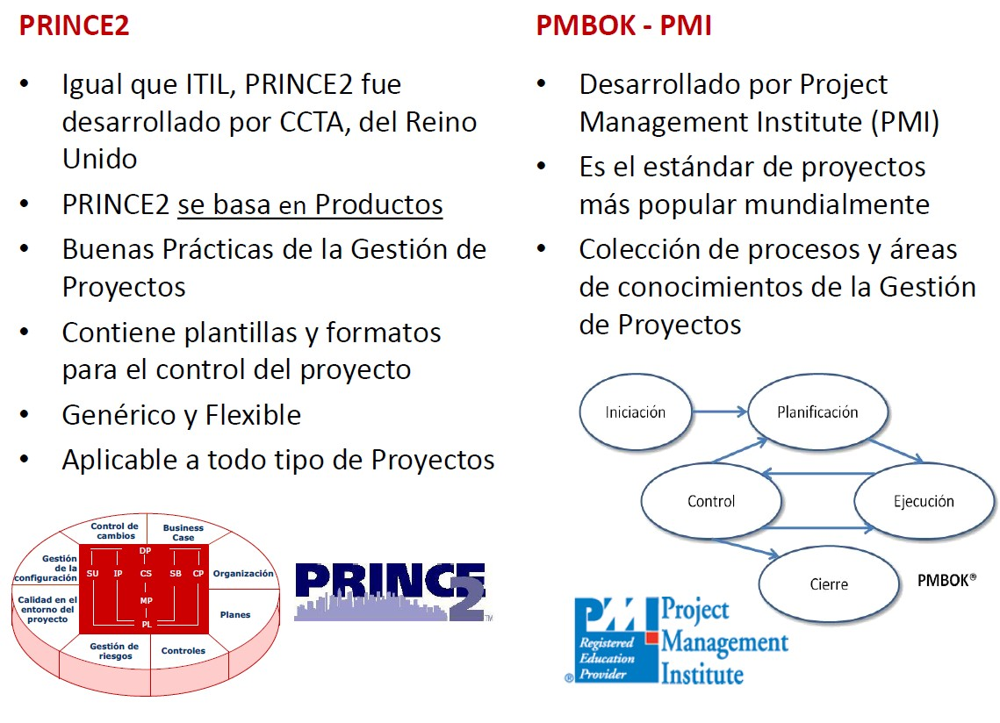 PRINCE2
• Igual que ITIL, PRINCE2 fue
desarrollado por CCTA, del Reino
Unido
• PRINCE2 se basa en Productos
• Buenas Prácticas de la Gestión de
Proyectos
• Contiene plantillas y formatos
para el control del proyecto
• Genérico y Flexible
• Aplicable a todo tipo de Proyectos
Control de
cambios
Business
Case
Gestión
de la
configuración
Organización
Calidad en el
entorno del
proyecto
Planes
Gestión de
riesgos
Controles
DP
SU IP CS SB CP
MP
PL
PRINCE
2
TM
PMBOK - PMI
• Desarrollado por Project
Management Institute (PMI)
• Es el estándar de proyectos
más popular mundialmente
• Colección de procesos y áreas
de conocimientos de la Gestión
de Proyectos
Iniciación
Planificación
Control
Ejecución
Cierre
PMBOK®
PMI
Registered
Education
Provider
®
Project
Management
Institute